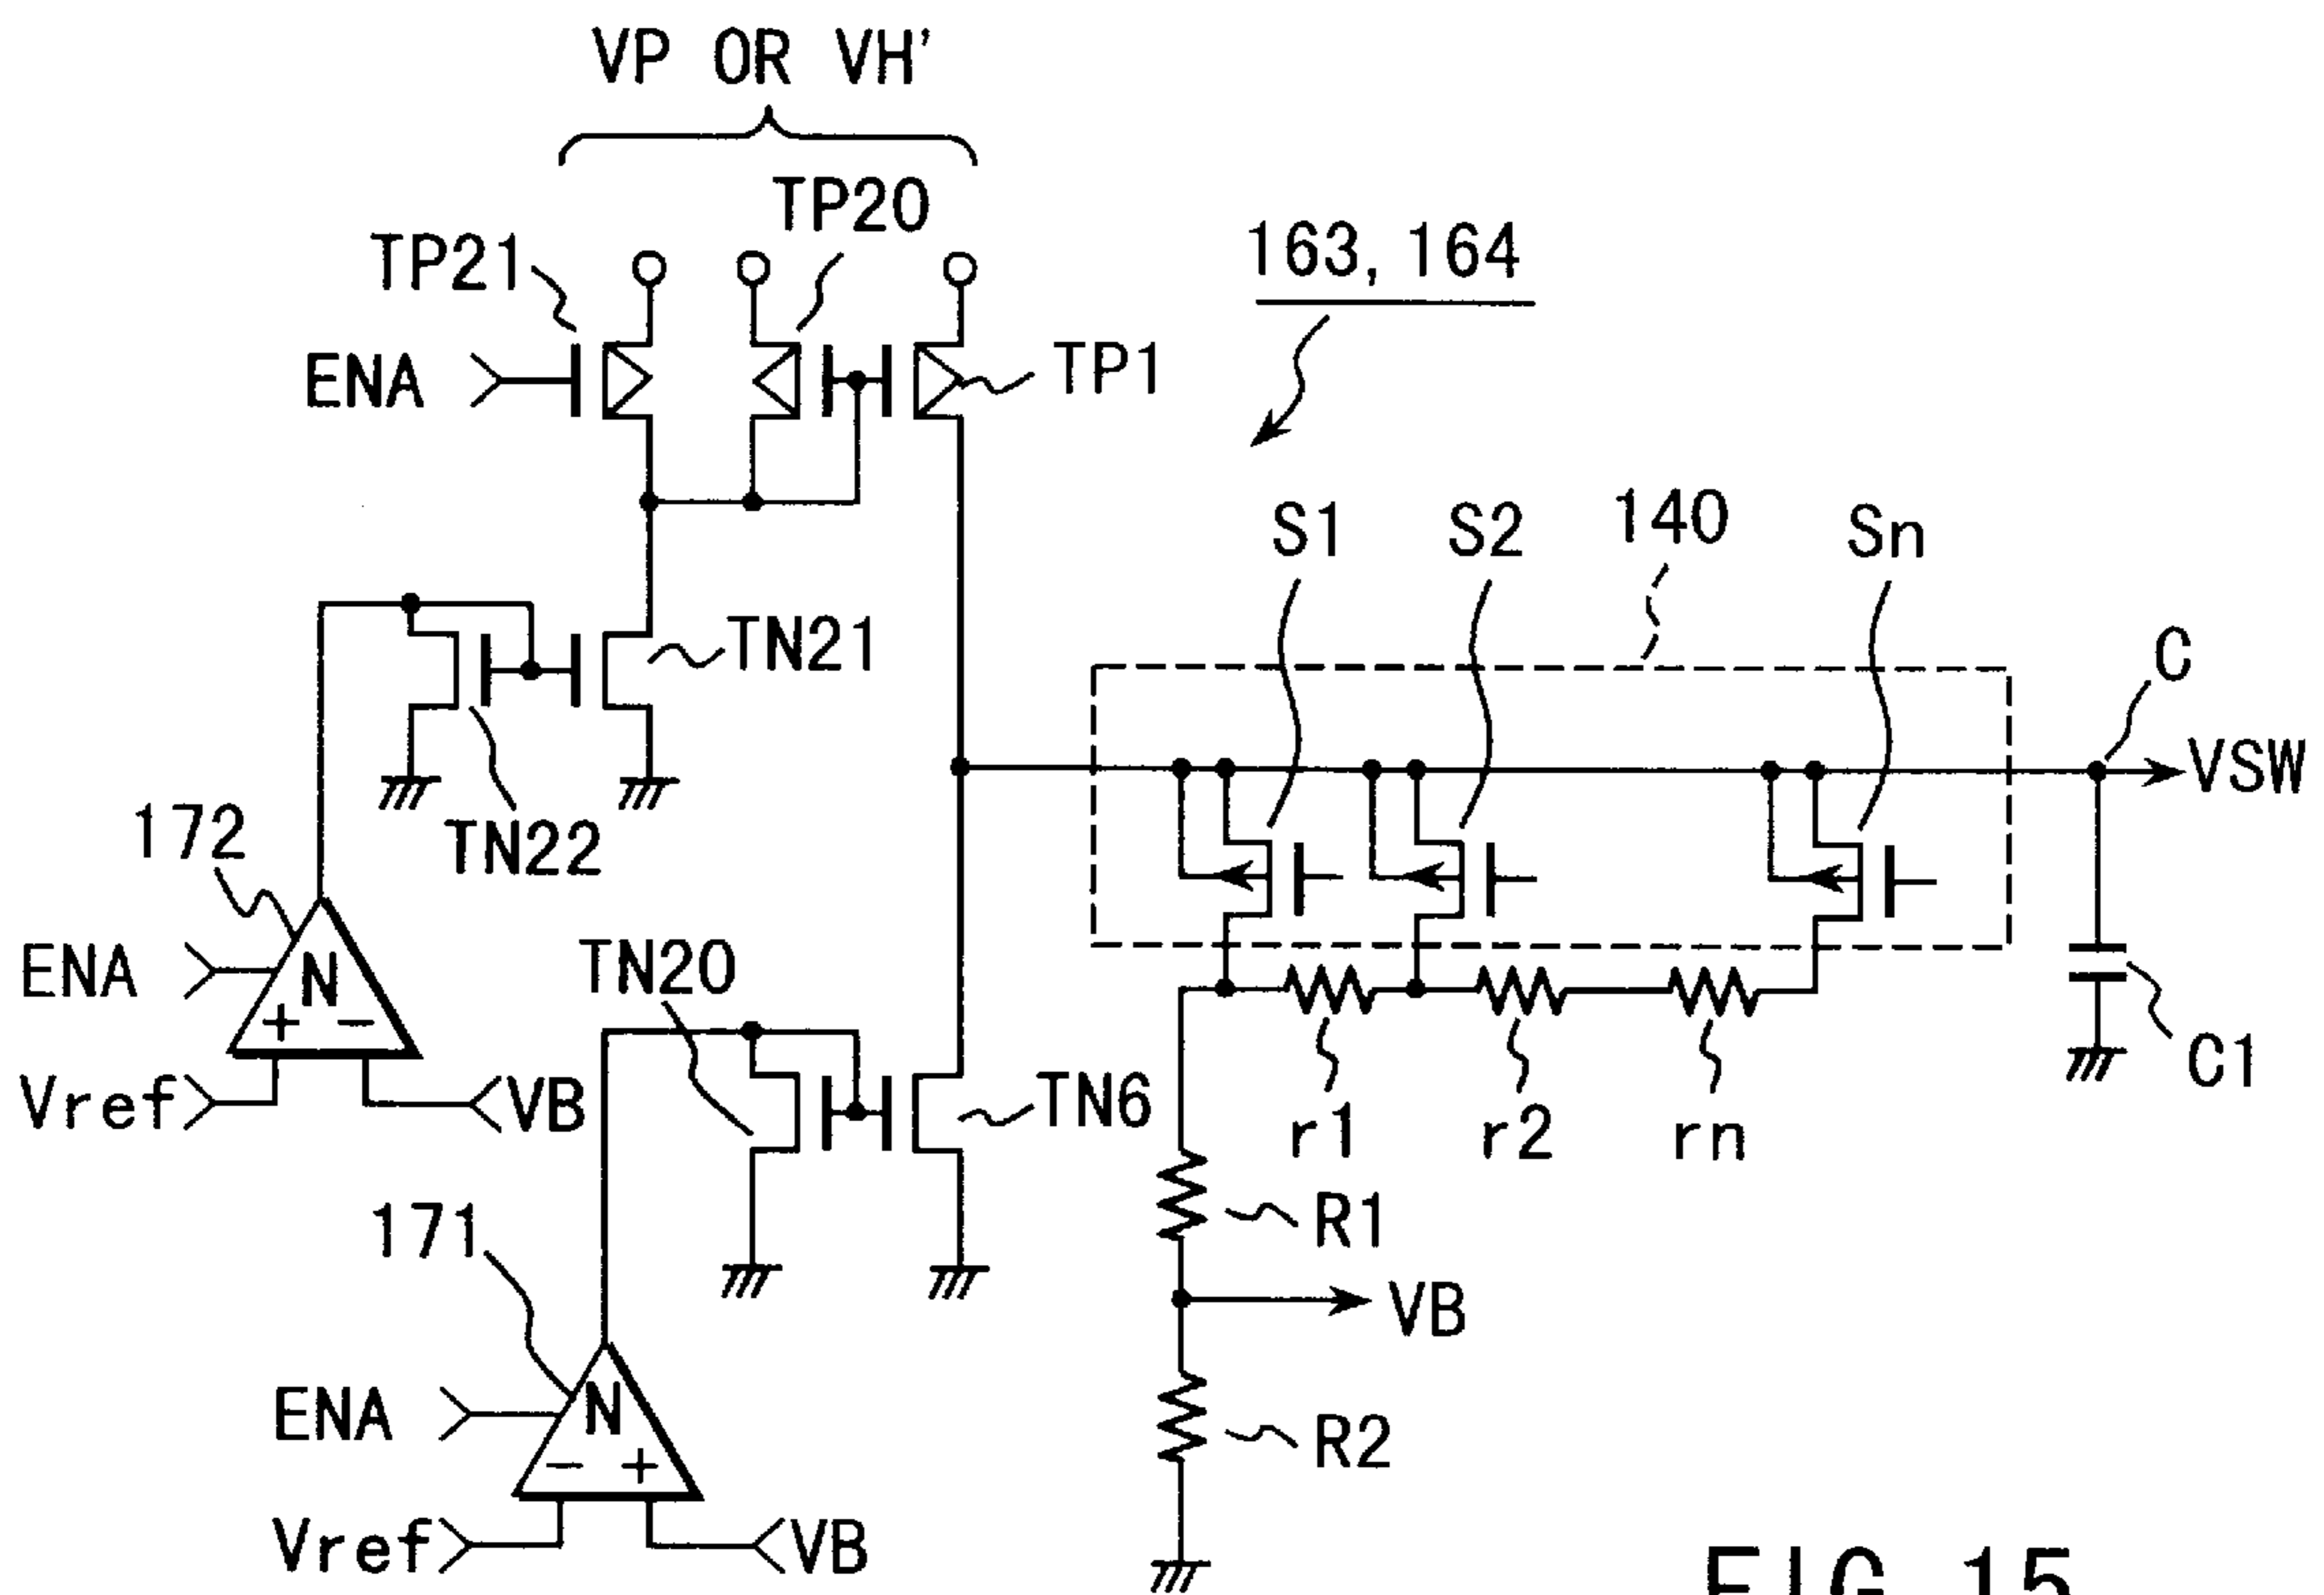 VP OR VH'
TP20
TP21
163, 164
ENA
TP1
S1
S2
140
Sn
TN21
C
VSW
172
TN22
ENA
N
TN20
+ −
C1
Vref
VB
TN6
r1
r2
rn
171
R1
VB
ENA
N
R2
− +
Vref
VB
FIG. 15